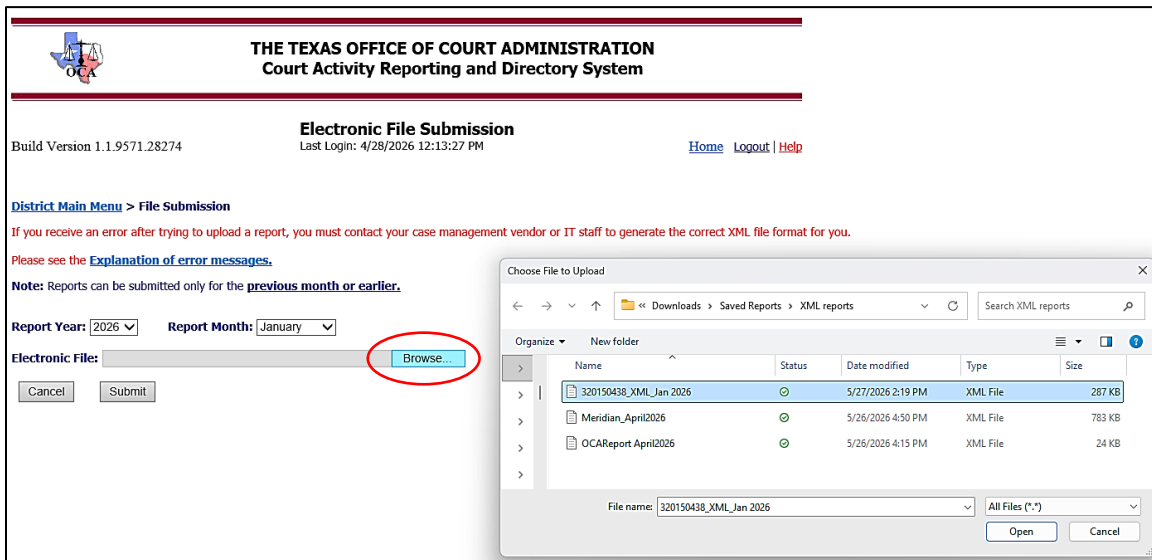 OCA
THE TEXAS OFFICE OF COURT ADMINISTRATION
Court Activity Reporting and Directory System
Electronic File Submission
Build Version 1.1.9571.28274
Last Login: 4/28/2026 12:13:27 PM
Home Logout | Help
District Main Menu > File Submission
If you receive an error after trying to upload a report, you must contact your case management vendor or IT staff to generate the correct XML file format for you.
Please see the Explanation of error messages.
Note: Reports can be submitted only for the previous month or earlier.
Report Year: 2026 Report Month: January
Electronic File: Browse...
Cancel Submit
Choose File to Upload
« Downloads > Saved Reports > XML reports
Search XML reports
Organize New folder
Name Status Date modified Type Size
320150438_XML_Jan 2026 5/27/2026 2:19 PM XML File 287 KB
Meridian_April2026 5/26/2026 4:50 PM XML File 783 KB
OCAReport April2026 5/26/2026 4:15 PM XML File 24 KB
File name: 320150438_XML_Jan 2026 All Files (*.*)
Open Cancel